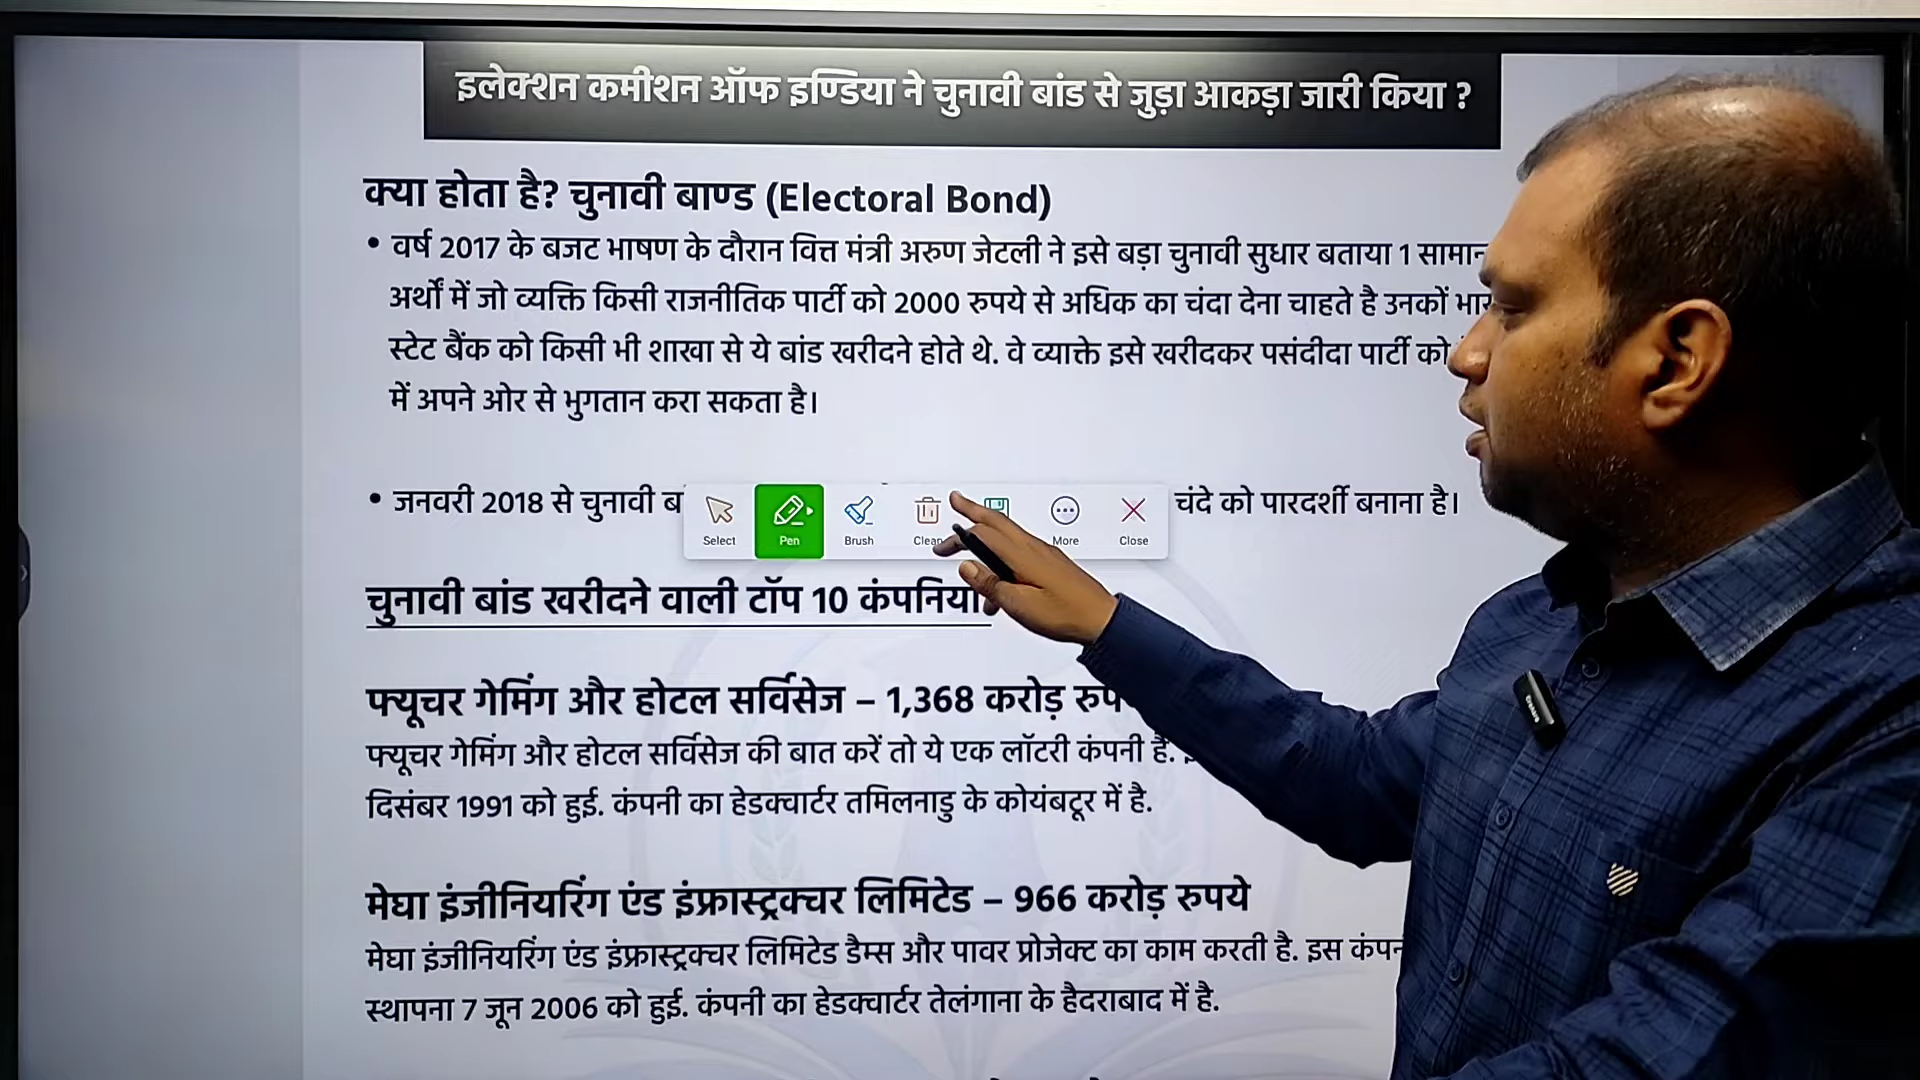 इलेक्शन कमीशन ऑफ इण्डिया ने चुनावी बांड से जुड़ा आकड़ा जारी किया ?
क्या होता है? चुनावी बाण्ड (Electoral Bond)
• वर्ष 2017 के बजट भाषण के दौरान वित्त मंत्री अरुण जेटली ने इसे बड़ा चुनावी सुधार बताया 1
अर्थों में जो व्यक्ति किसी राजनीतिक पार्टी को 2000 रुपये से अधिक का चंदा देना चाहते है उनकों
स्टेट बैंक को किसी भी शाखा से ये बांड खरीदने होते थे. वे व्याक्ते इसे खरीदकर पसंदीदा पार्टी को
में अपने ओर से भुगतान करा सकता है।
• जनवरी 2018 से चुनावी चंदे को पारदर्शी बनाना है।
Select Pen Brush Clean More Close
चुनावी बांड खरीदने वाली टॉप 10 कंपनियां
फ्यूचर गेमिंग और होटल सर्विसेज – 1,368 करोड़
फ्यूचर गेमिंग और होटल सर्विसेज की बात करें तो ये एक लॉटरी कंपनी है.
दिसंबर 1991 को हुई. कंपनी का हेडक्वार्टर तमिलनाडु के कोयंबटूर में है.
मेघा इंजीनियरिंग एंड इंफ्रास्ट्रक्चर लिमिटेड – 966 करोड़ रुपये
मेघा इंजीनियरिंग एंड इंफ्रास्ट्रक्चर लिमिटेड डैम्स और पावर प्रोजेक्ट का काम करती है. इस
स्थापना 7 जून 2006 को हुई. कंपनी का हेडक्वार्टर तेलंगाना के हैदराबाद में है.